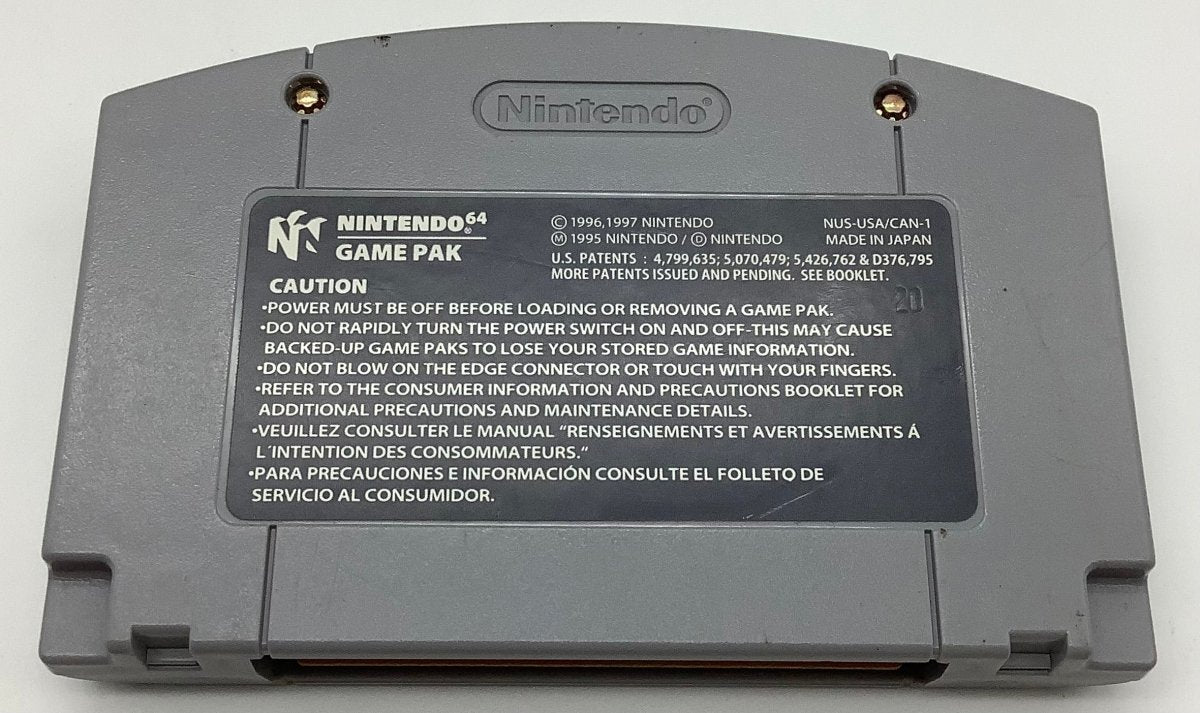 Nintendo®
NINTENDO⁶⁴®
GAME PAK
Ⓒ 1996,1997 NINTENDO
Ⓜ 1995 NINTENDO / Ⓓ NINTENDO
NUS-USA/CAN-1
MADE IN JAPAN
U.S. PATENTS : 4,799,635; 5,070,479; 5,426,762 & D376,795
MORE PATENTS ISSUED AND PENDING. SEE BOOKLET.
20
CAUTION
•POWER MUST BE OFF BEFORE LOADING OR REMOVING A GAME PAK.
•DO NOT RAPIDLY TURN THE POWER SWITCH ON AND OFF-THIS MAY CAUSE
BACKED-UP GAME PAKS TO LOSE YOUR STORED GAME INFORMATION.
•DO NOT BLOW ON THE EDGE CONNECTOR OR TOUCH WITH YOUR FINGERS.
•REFER TO THE CONSUMER INFORMATION AND PRECAUTIONS BOOKLET FOR
ADDITIONAL PRECAUTIONS AND MAINTENANCE DETAILS.
•VEUILLEZ CONSULTER LE MANUAL “RENSEIGNEMENTS ET AVERTISSEMENTS Á
L'INTENTION DES CONSOMMATEURS.“
•PARA PRECAUCIONES E INFORMACIÓN CONSULTE EL FOLLETO DE
SERVICIO AL CONSUMIDOR.